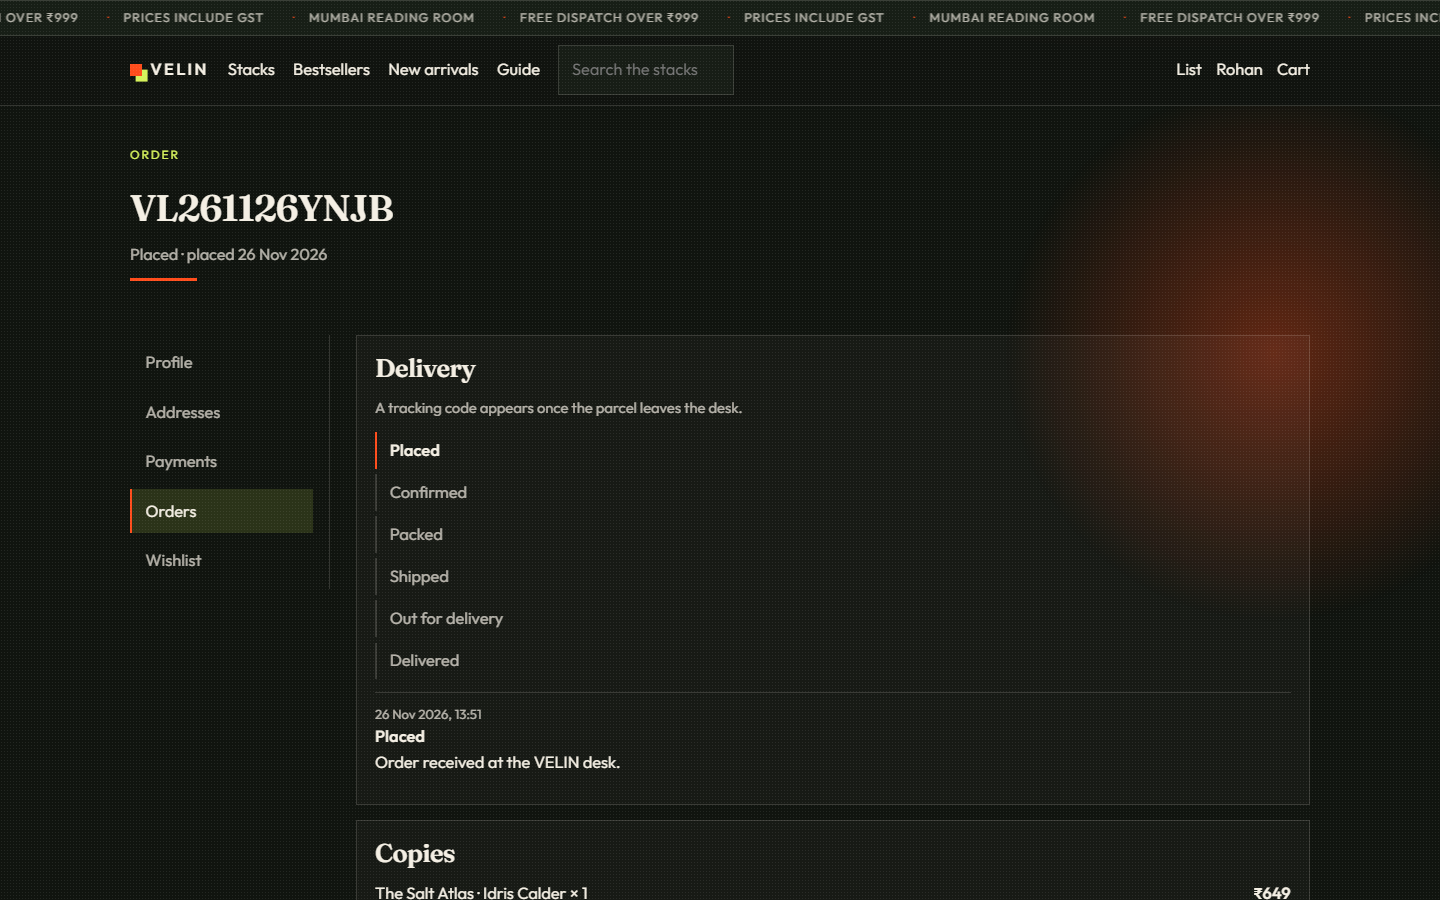 OVER ₹999 · PRICES INCLUDE GST · MUMBAI READING ROOM · FREE DISPATCH OVER ₹999 · PRICES INCLUDE GST · MUMBAI READING ROOM · FREE DISPATCH OVER ₹999 · PRICES INC
VELIN Stacks Bestsellers New arrivals Guide Search the stacks List Rohan Cart
ORDER
VL261126YNJB
Placed · placed 26 Nov 2026
Profile
Addresses
Payments
Orders
Wishlist
Delivery
A tracking code appears once the parcel leaves the desk.
Placed
Confirmed
Packed
Shipped
Out for delivery
Delivered
26 Nov 2026, 13:51
Placed
Order received at the VELIN desk.
Copies
The Salt Atlas · Idris Calder × 1 ₹649